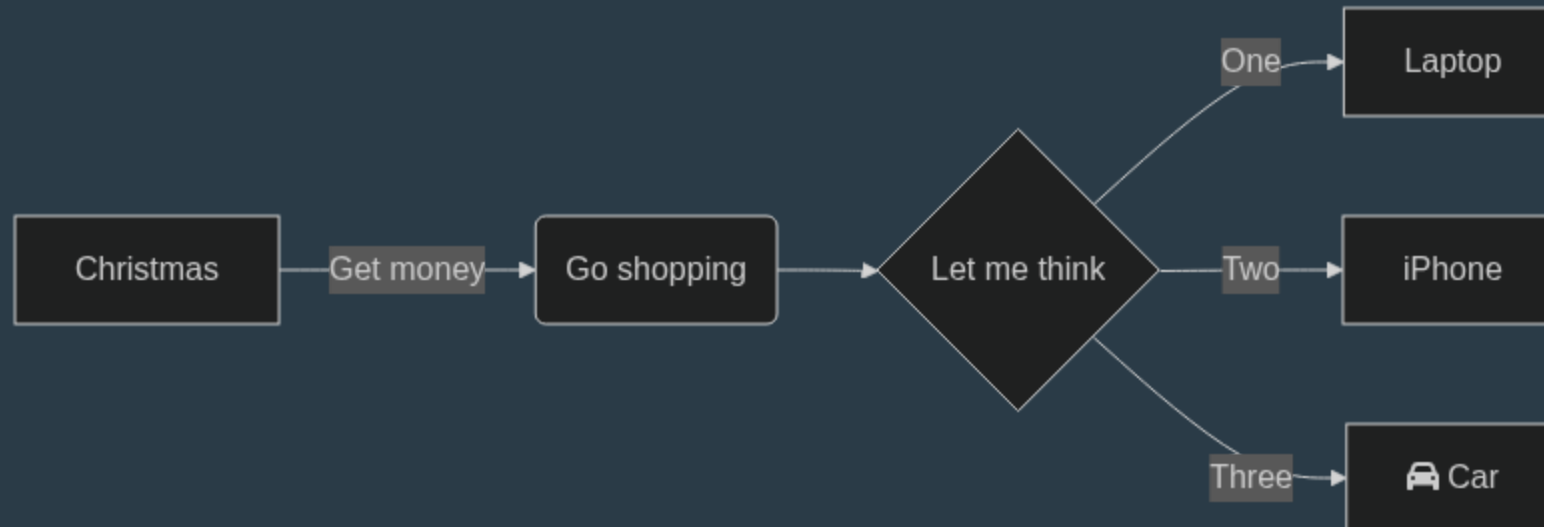 Christmas
Get money
Go shopping
Let me think
One
Laptop
Two
iPhone
Three
Car